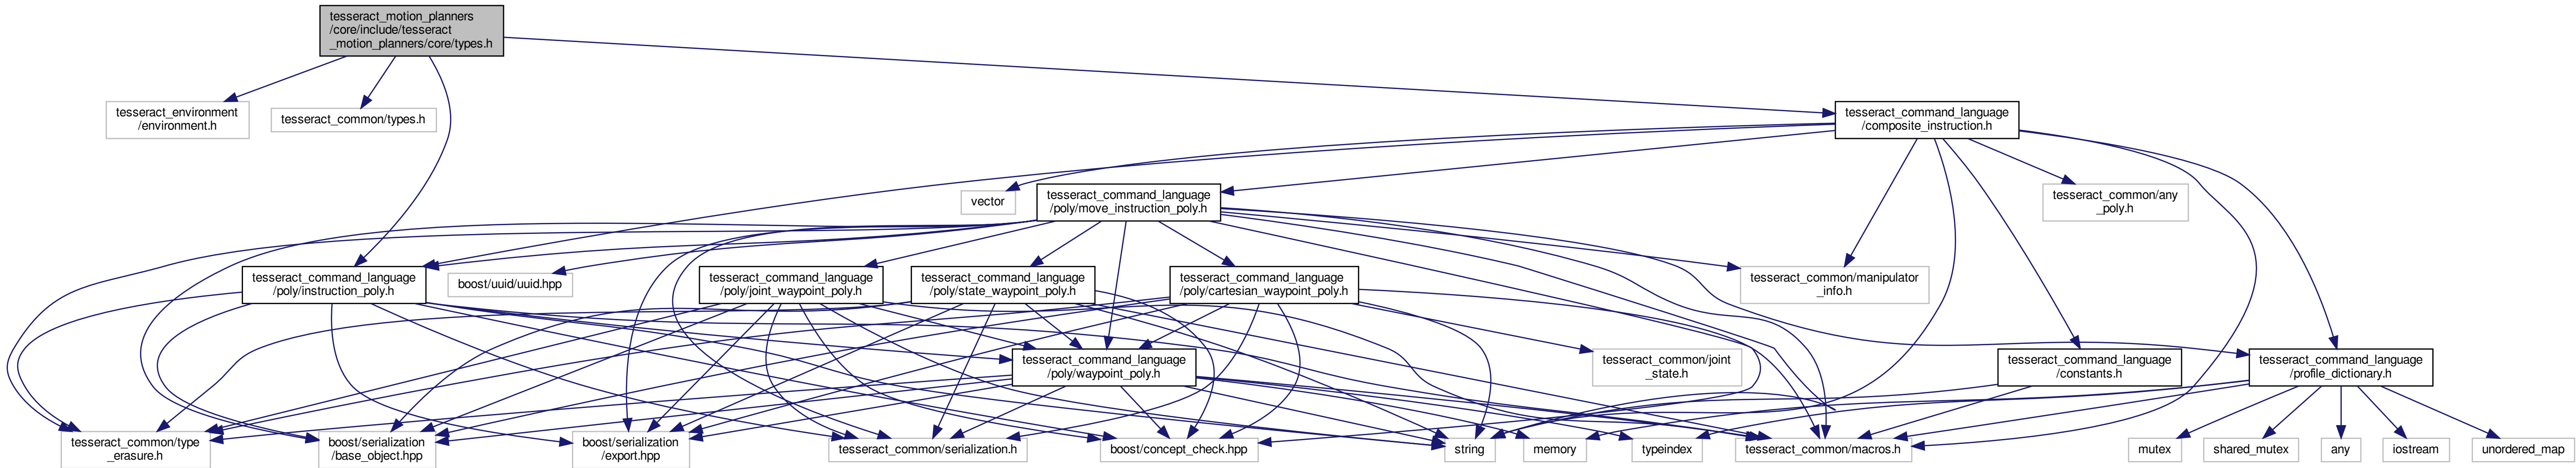 tesseract_motion_planners
/core/include/tesseract
_motion_planners/core/types.h
tesseract_environment
/environment.h
tesseract_common/types.h
tesseract_command_language
/composite_instruction.h
vector
tesseract_command_language
/poly/move_instruction_poly.h
tesseract_common/any
_poly.h
tesseract_command_language
/poly/instruction_poly.h
boost/uuid/uuid.hpp
tesseract_command_language
/poly/joint_waypoint_poly.h
tesseract_command_language
/poly/state_waypoint_poly.h
tesseract_command_language
/poly/cartesian_waypoint_poly.h
tesseract_common/manipulator
_info.h
tesseract_command_language
/poly/waypoint_poly.h
tesseract_common/joint
_state.h
tesseract_command_language
/constants.h
tesseract_command_language
/profile_dictionary.h
tesseract_common/type
_erasure.h
boost/serialization
/base_object.hpp
boost/serialization
/export.hpp
tesseract_common/serialization.h
boost/concept_check.hpp
string
memory
typeindex
tesseract_common/macros.h
mutex
shared_mutex
any
iostream
unordered_map